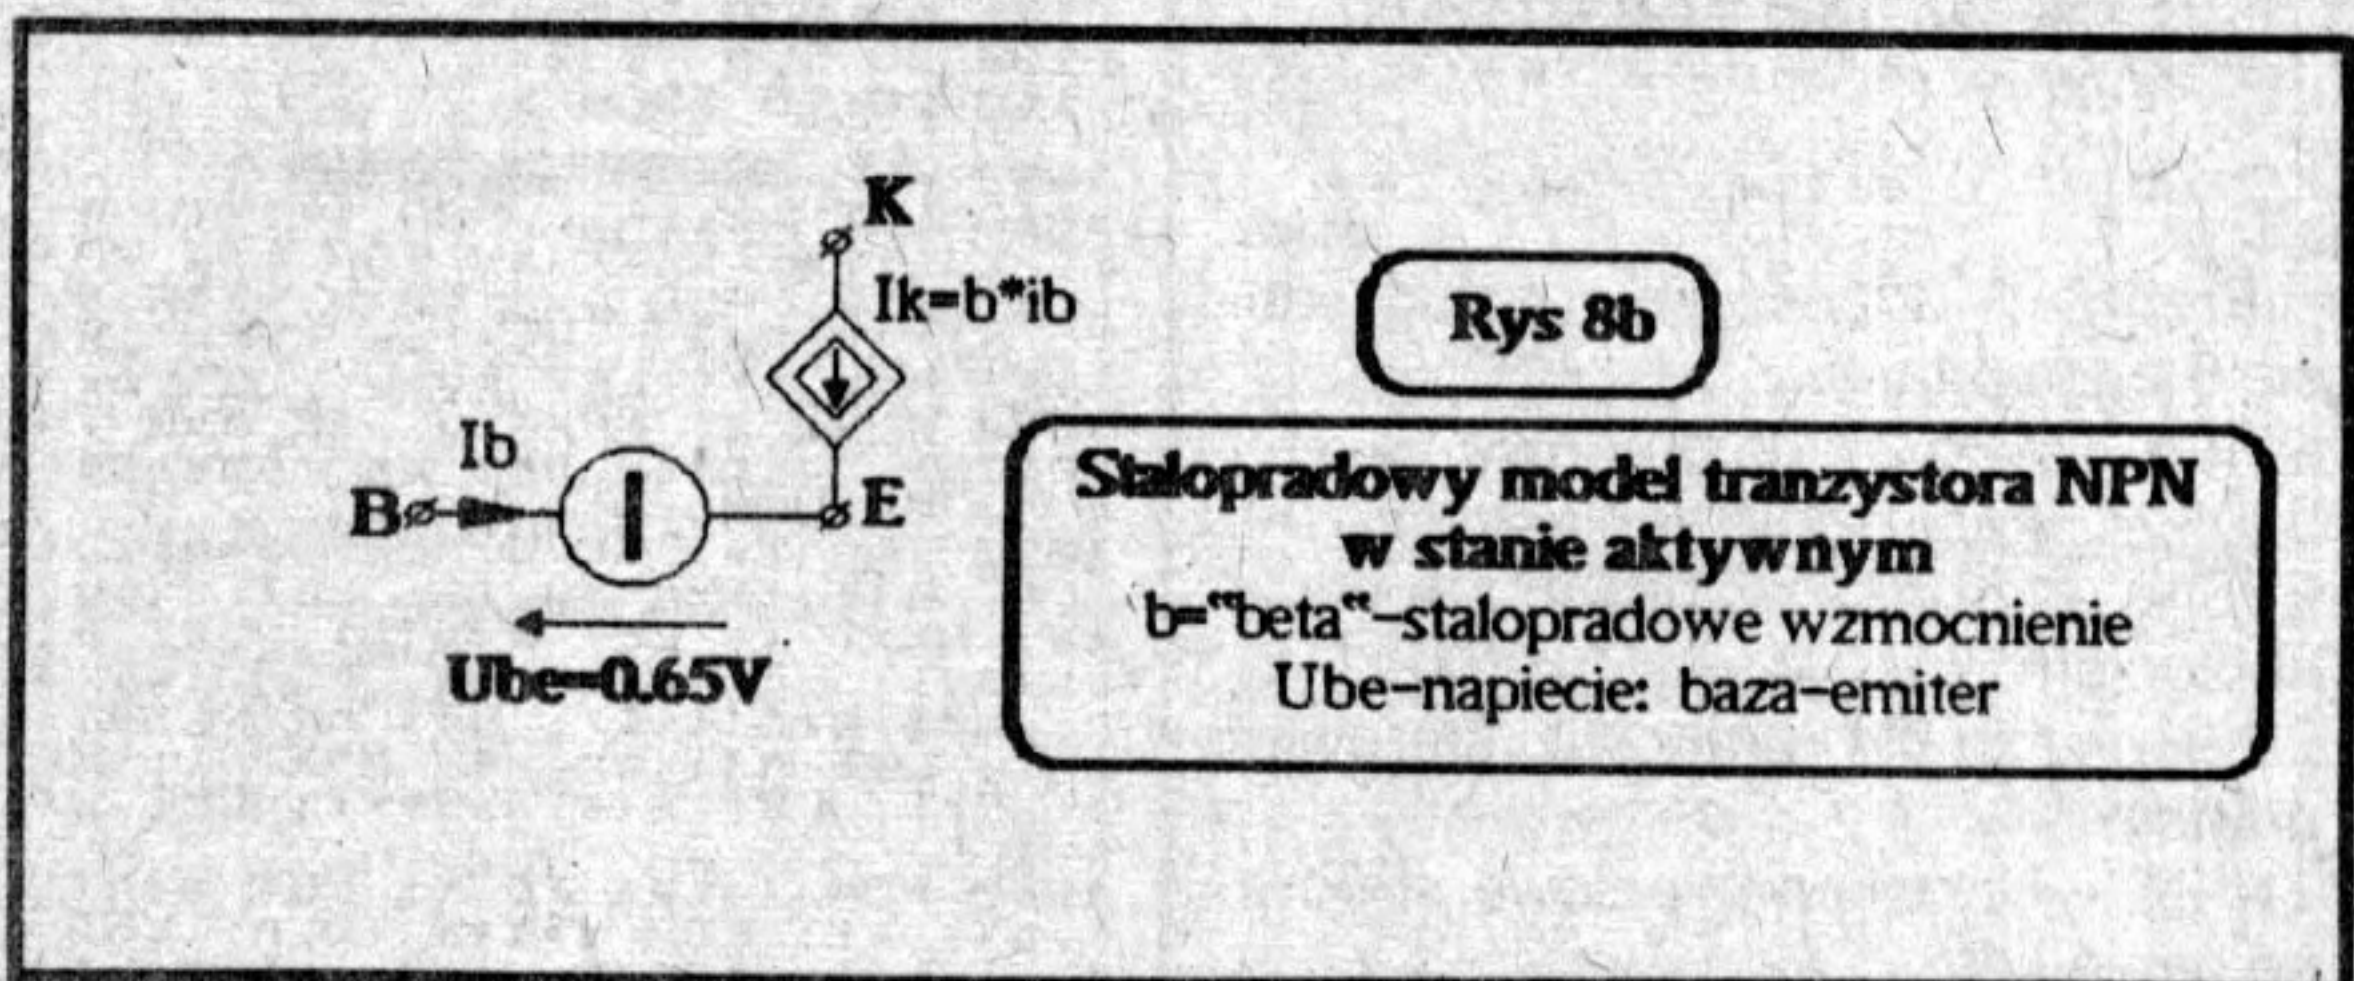 K
Ik=b*ib
Rys 8b
Ib
B
E
Ube=0.65V
Stalopradowy model tranzystora NPN
w stanie aktywnym
b="beta"-stalopradowe wzmocnienie
Ube-napiecie: baza-emiter